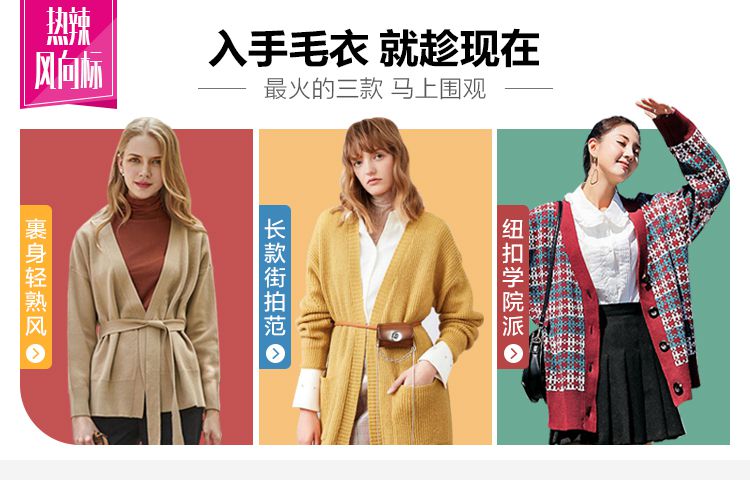 热辣
风向标
入手毛衣 就趁现在
最火的三款 马上围观
裹身轻熟风
长款街拍范
纽扣学院派